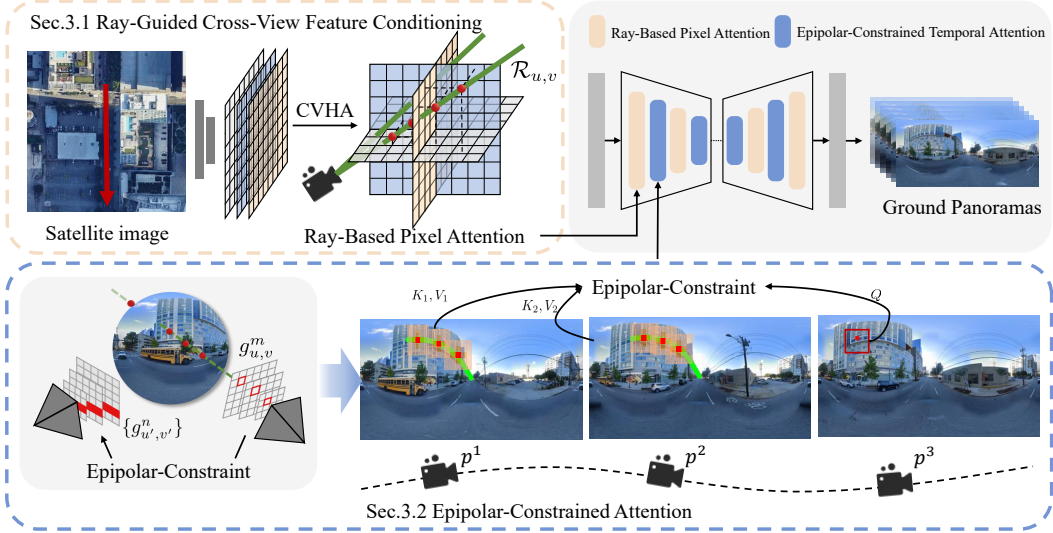 Sec.3.1 Ray-Guided Cross-View Feature Conditioning
CVHA
R_{u,v}
Satellite image
Ray-Based Pixel Attention
Ray-Based Pixel Attention
Epipolar-Constrained Temporal Attention
Ground Panoramas
g^m_{u,v}
{g^n_{u',v'}}
Epipolar-Constraint
K_1, V_1
K_2, V_2
Epipolar-Constraint
Q
p^1
p^2
p^3
Sec.3.2 Epipolar-Constrained Attention